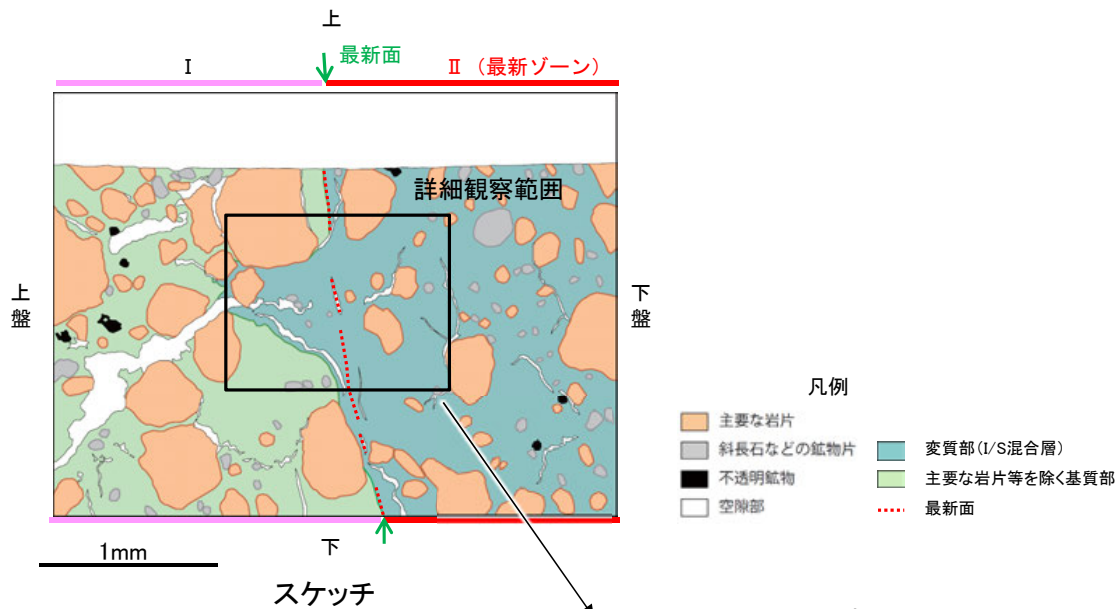 上
最新面
Ⅰ
Ⅱ（最新ゾーン）
詳細観察範囲
上盤
下盤
下
1mm
スケッチ
凡例
主要な岩片
斜長石などの鉱物片
不透明鉱物
空隙部
変質部(I/S混合層)
主要な岩片等を除く基質部
最新面